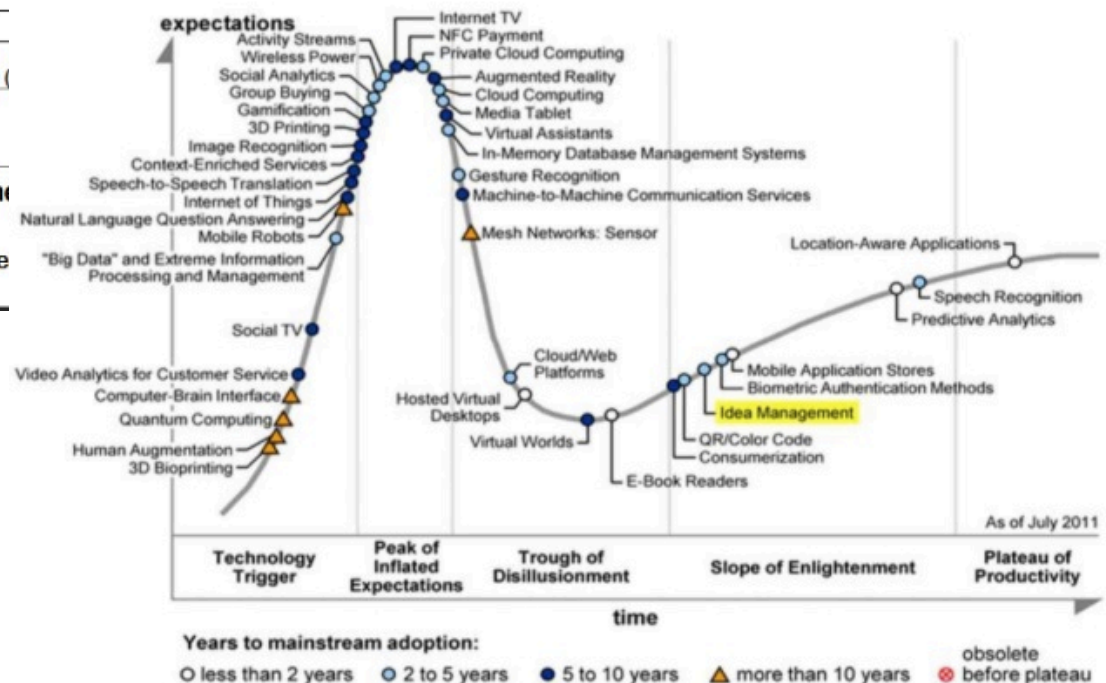 expectations
Internet TV
NFC Payment
Private Cloud Computing
Activity Streams
Wireless Power
Social Analytics
Group Buying
Gamification
3D Printing
Image Recognition
Context-Enriched Services
Speech-to-Speech Translation
Internet of Things
Natural Language Question Answering
Mobile Robots
"Big Data" and Extreme Information
Processing and Management
Social TV
Video Analytics for Customer Service
Computer-Brain Interface
Quantum Computing
Human Augmentation
3D Bioprinting
Augmented Reality
Cloud Computing
Media Tablet
Virtual Assistants
In-Memory Database Management Systems
Gesture Recognition
Machine-to-Machine Communication Services
Mesh Networks: Sensor
Cloud/Web
Platforms
Hosted Virtual
Desktops
Virtual Worlds
E-Book Readers
Location-Aware Applications
Speech Recognition
Predictive Analytics
Mobile Application Stores
Biometric Authentication Methods
Idea Management
QR/Color Code
Consumerization
As of July 2011
Technology
Trigger
Peak of
Inflated
Expectations
Trough of
Disillusionment
Slope of Enlightenment
Plateau of
Productivity
time
Years to mainstream adoption:
less than 2 years
2 to 5 years
5 to 10 years
more than 10 years
obsolete
before plateau